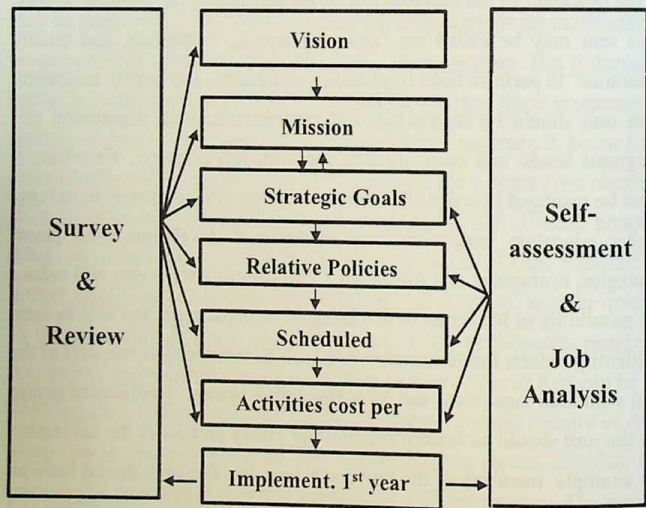 Vision
Mission
Strategic Goals
Relative Policies
Scheduled
Activities cost per
Implement. 1st year
Survey
&
Review
Self-
assessment
&
Job
Analysis